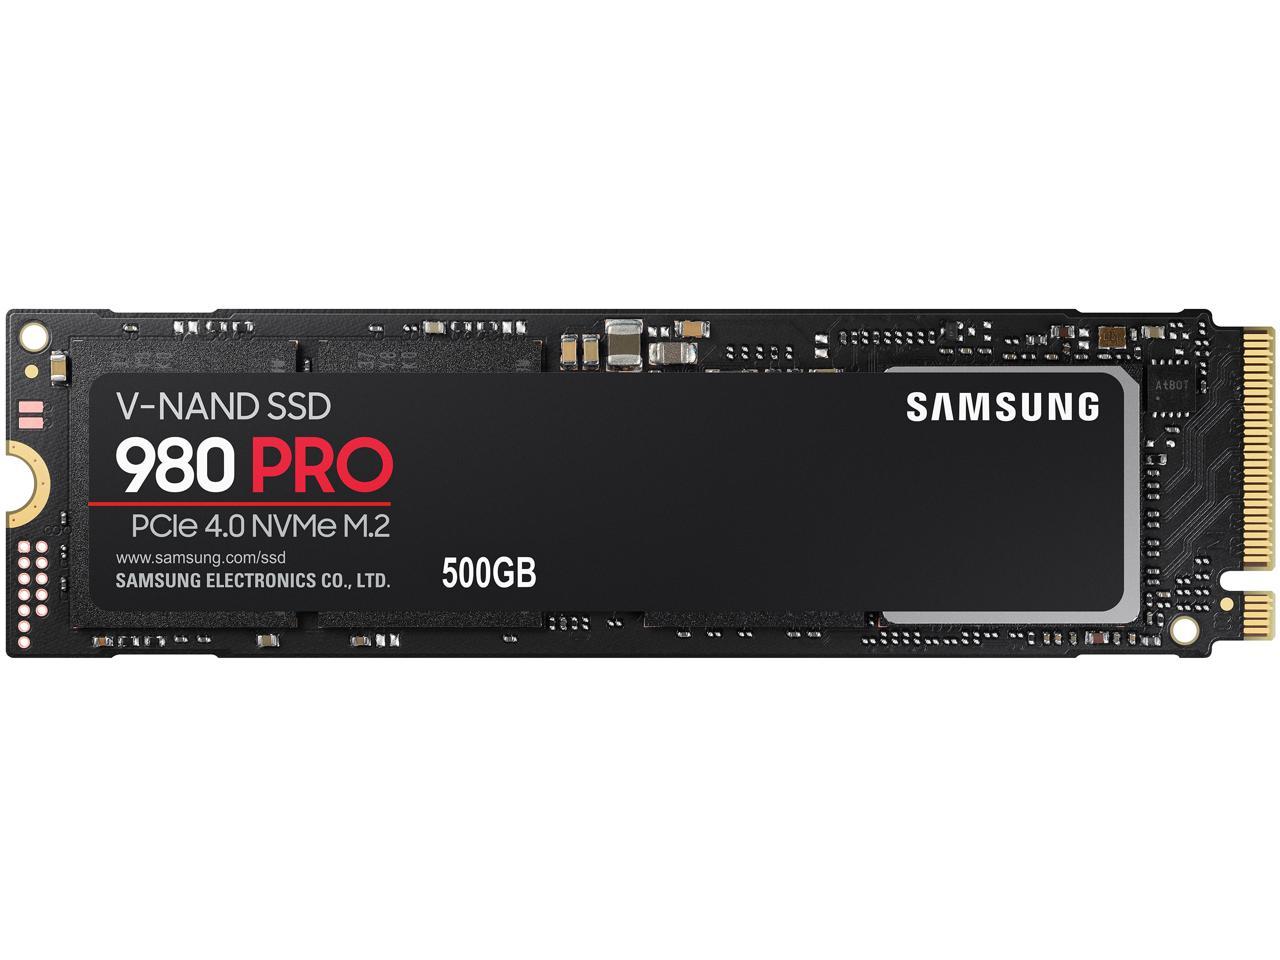 V-NAND SSD
980 PRO
PCIe 4.0 NVMe M.2
www.samsung.com/ssd
SAMSUNG ELECTRONICS CO., LTD.
500GB
SAMSUNG
AtBOT